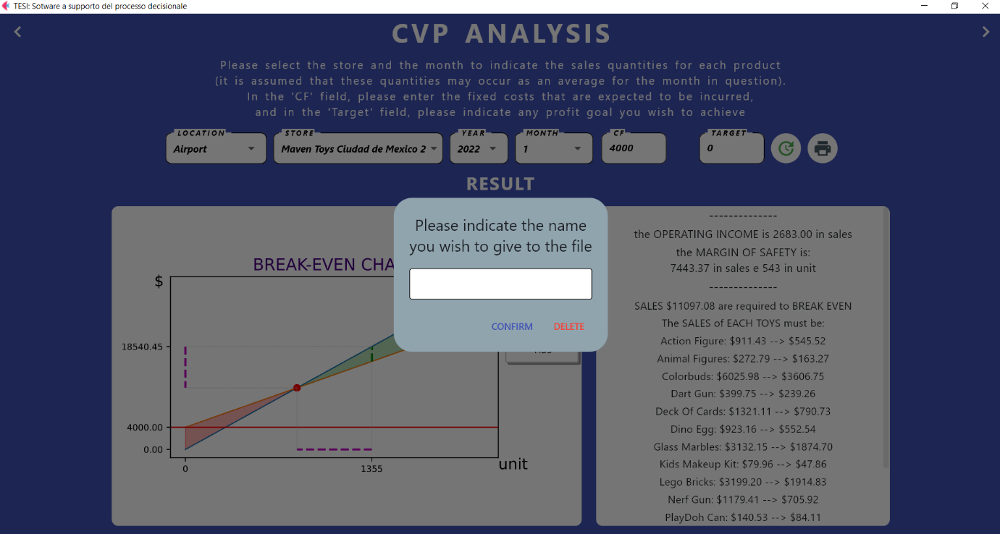 TESI: Sotware a supporto del processo decisionale
CVP ANALYSIS
Please select the store and the month to indicate the sales quantities for each product
(it is assumed that these quantities may occur as an average for the month in question).
In the 'CF' field, please enter the fixed costs that are expected to be incurred,
and in the 'Target' field, please indicate any profit goal you wish to achieve
LOCATION
Airport
STORE
Maven Toys Ciudad de Mexico 2
YEAR
2022
MONTH
1
CF
4000
TARGET
0
RESULT
BREAK-EVEN CHA
$
18540.45
4000.00
0.00
0
1355
unit
Please indicate the name
you wish to give to the file
CONFIRM
DELETE
--------------
the OPERATING INCOME is 2683.00 in sales
the MARGIN OF SAFETY is:
7443.37 in sales e 543 in unit
--------------
SALES $11097.08 are required to BREAK EVEN
The SALES of EACH TOYS must be:
Action Figure: $911.43 --> $545.52
Animal Figures: $272.79 --> $163.27
Colorbuds: $6025.98 --> $3606.75
Dart Gun: $399.75 --> $239.26
Deck Of Cards: $1321.11 --> $790.73
Dino Egg: $923.16 --> $552.54
Glass Marbles: $3132.15 --> $1874.70
Kids Makeup Kit: $79.96 --> $47.86
Lego Bricks: $3199.20 --> $1914.83
Nerf Gun: $1179.41 --> $705.92
PlayDoh Can: $140.53 --> $84.11